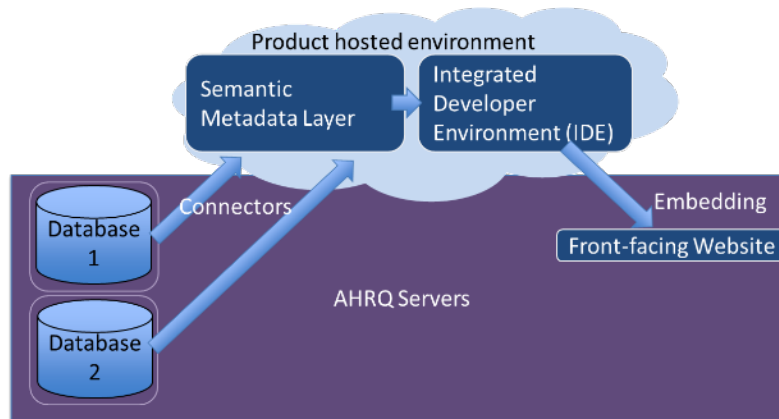 Product hosted environment
Semantic
Metadata Layer
Integrated
Developer
Environment (IDE)
Connectors
Embedding
Database
1
Front-facing Website
AHRQ Servers
Database
2